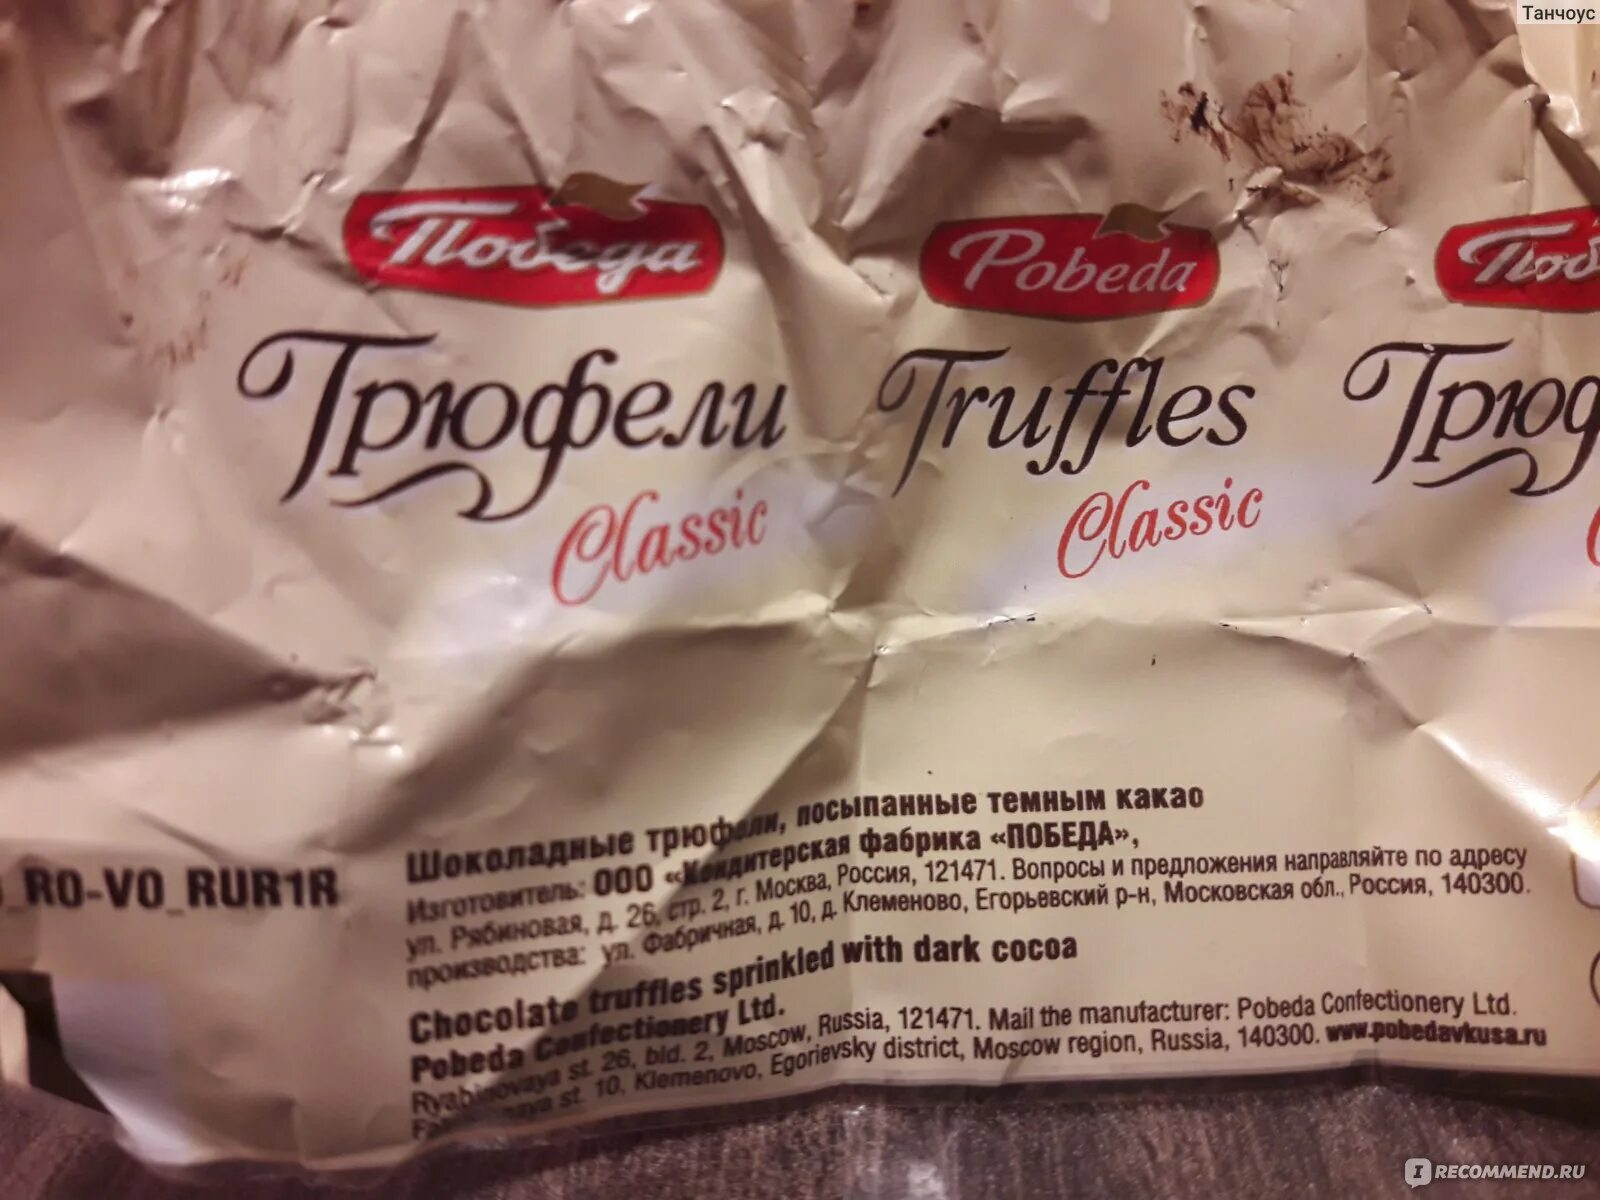 Танчоус
Победа
Pobeda
Трюфели
Truffles
Classic
Classic
RO-VO_RUR1R
Шоколадные трюфели, посыпанные темным какао
Изготовитель: ООО «Кондитерская фабрика «ПОБЕДА»,
ул. Рябиновая, д. 26, стр. 2, г. Москва, Россия, 121471. Вопросы и предложения направляйте по адресу
производства: ул. Фабричная, д. 10, д. Клеменово, Егорьевский р-н, Московская обл., Россия, 140300.
Chocolate truffles sprinkled with dark cocoa
Pobeda Confectionery Ltd.
Ryabinovaya st. 26, bld. 2, Moscow, Russia, 121471. Mail the manufacturer: Pobeda Confectionery Ltd.
st. 10, Klemenovo, Egorievsky district, Moscow region, Russia, 140300. www.pobedavkusa.ru
IRECOMMEND.RU